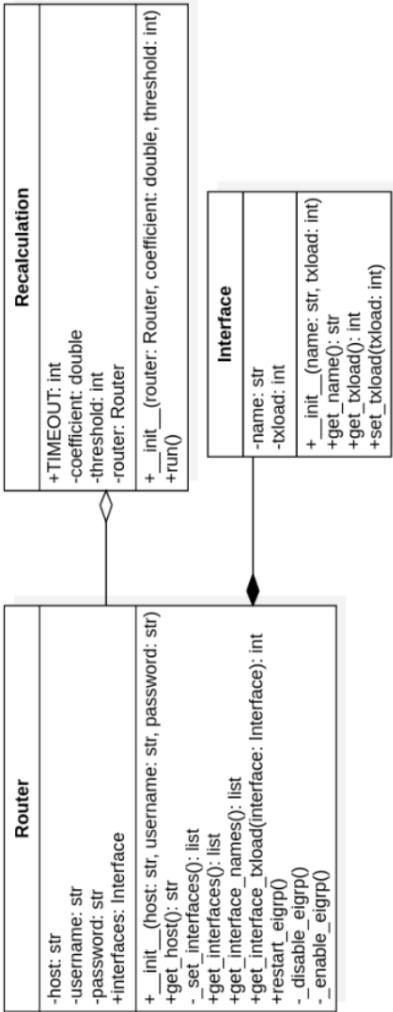 Router
-host: str
-username: str
-password: str
+interfaces: Interface
+__init__(host: str, username: str, password: str)
+get_host(): str
-_set_interfaces(): list
+get_interfaces(): list
+get_interface_names(): list
+get_interface_txload(interface: Interface): int
+restart_eigrp()
-_disable_eigrp()
-_enable_eigrp()
Recalculation
+TIMEOUT: int
-coefficient: double
-threshold: int
-router: Router
+__init__(router: Router, coefficient: double, threshold: int)
+run()
Interface
-name: str
-txload: int
+__init__(name: str, txload: int)
+get_name(): str
+get_txload(): int
+set_txload(txload: int)